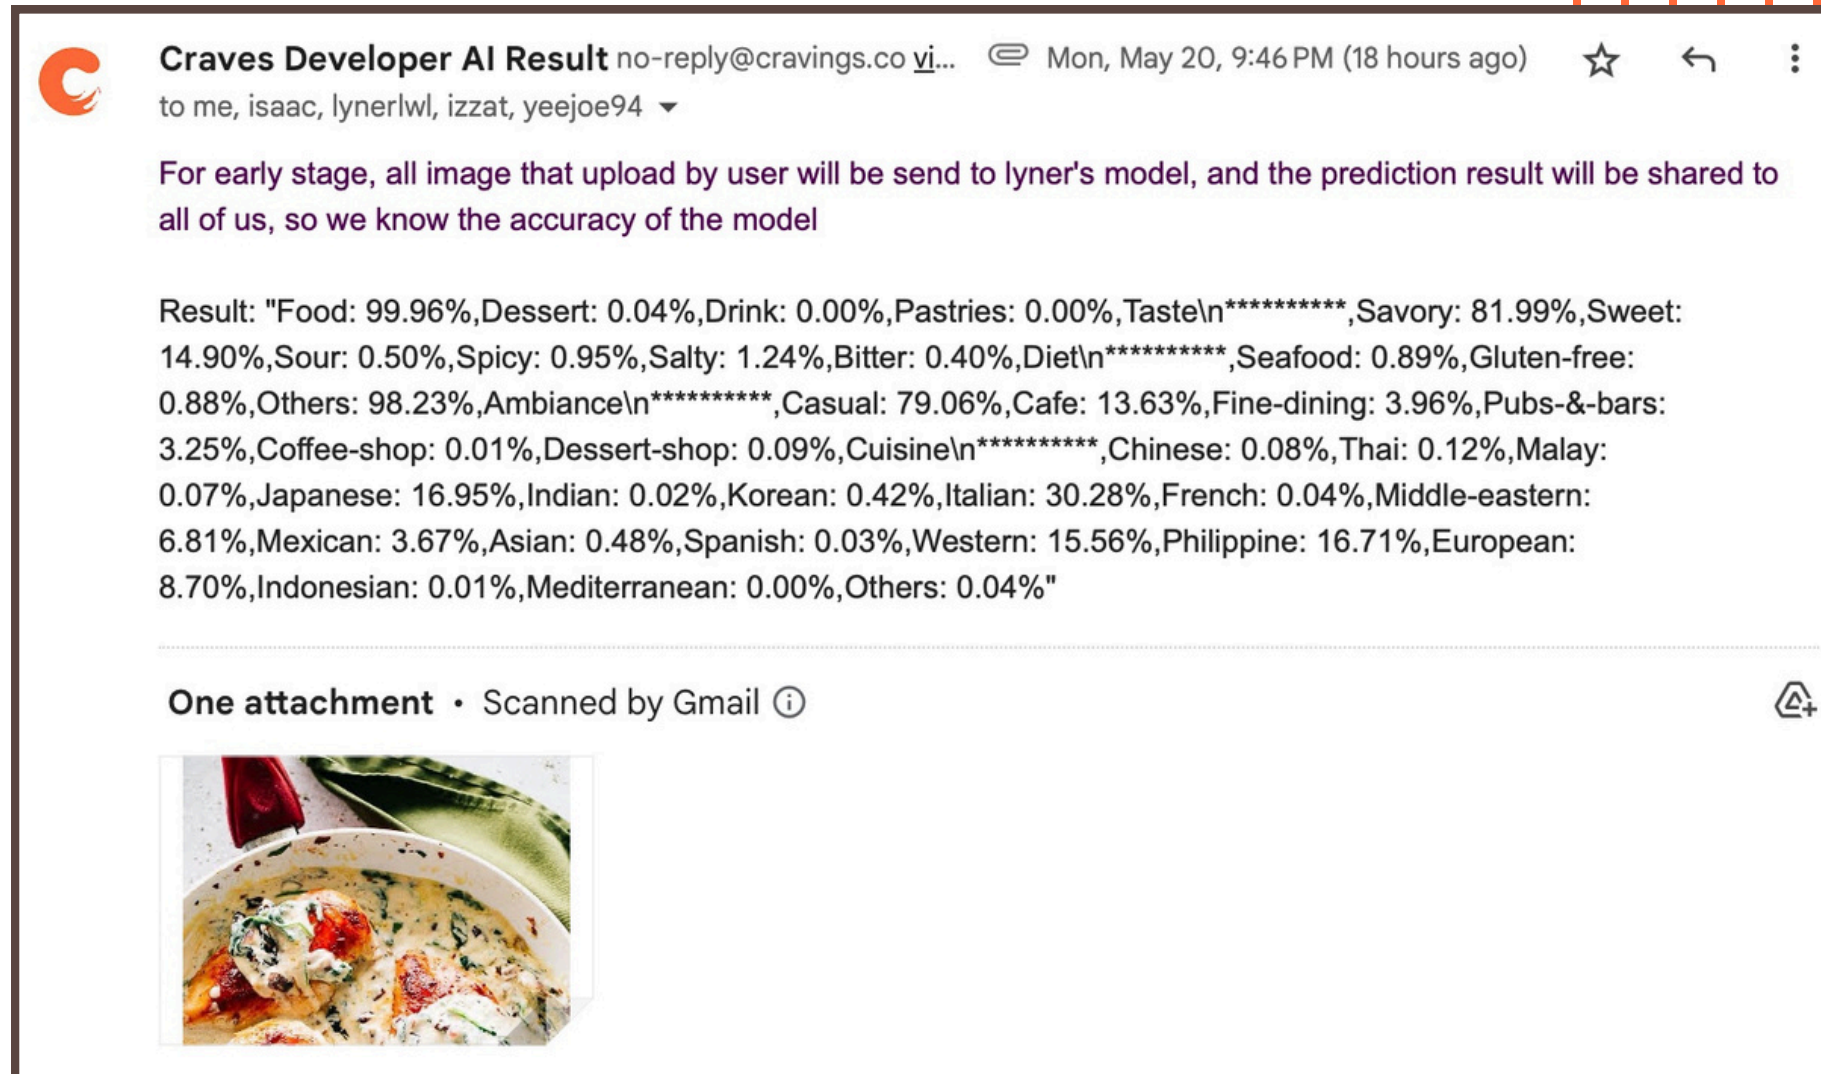 Craves Developer AI Result no-reply@cravings.co vi... Mon, May 20, 9:46 PM (18 hours ago)
to me, isaac, lynerlwl, izzat, yeejoe94
For early stage, all image that upload by user will be send to lyner's model, and the prediction result will be shared to
all of us, so we know the accuracy of the model
Result: "Food: 99.96%,Dessert: 0.04%,Drink: 0.00%,Pastries: 0.00%,Taste\n**********,Savory: 81.99%,Sweet:
14.90%,Sour: 0.50%,Spicy: 0.95%,Salty: 1.24%,Bitter: 0.40%,Diet\n**********,Seafood: 0.89%,Gluten-free:
0.88%,Others: 98.23%,Ambiance\n**********,Casual: 79.06%,Cafe: 13.63%,Fine-dining: 3.96%,Pubs-&-bars:
3.25%,Coffee-shop: 0.01%,Dessert-shop: 0.09%,Cuisine\n**********,Chinese: 0.08%,Thai: 0.12%,Malay:
0.07%,Japanese: 16.95%,Indian: 0.02%,Korean: 0.42%,Italian: 30.28%,French: 0.04%,Middle-eastern:
6.81%,Mexican: 3.67%,Asian: 0.48%,Spanish: 0.03%,Western: 15.56%,Philippine: 16.71%,European:
8.70%,Indonesian: 0.01%,Mediterranean: 0.00%,Others: 0.04%"
One attachment • Scanned by Gmail